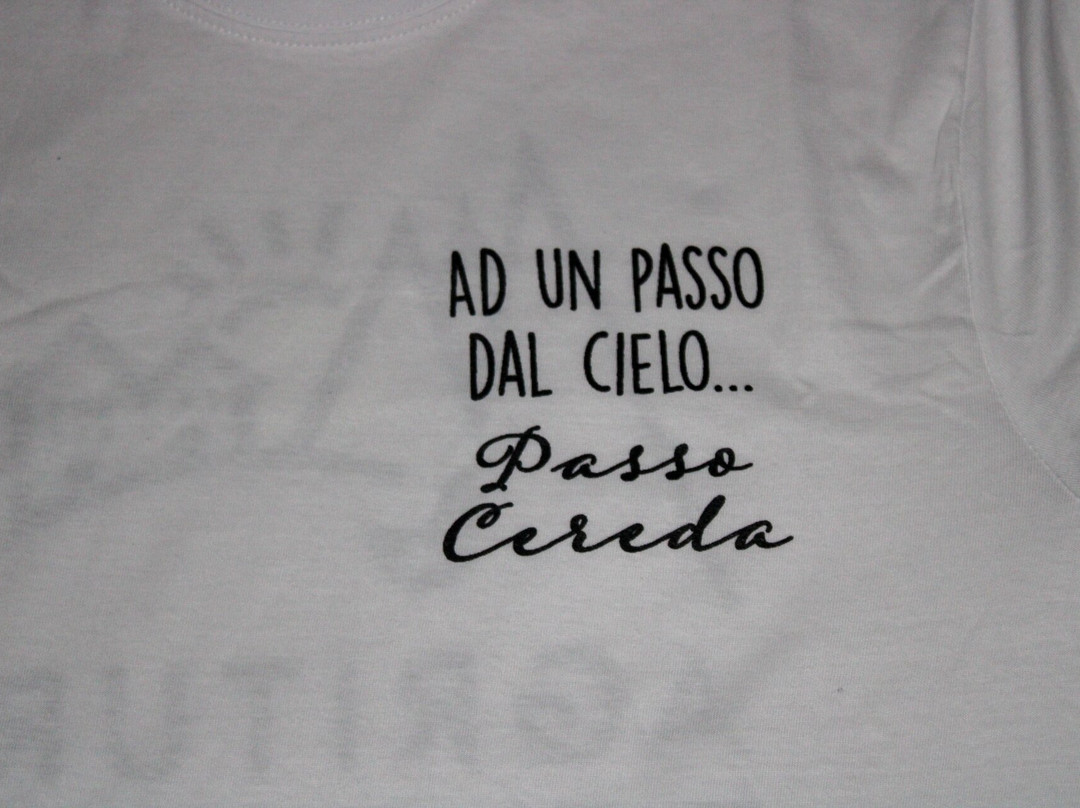 AD UN PASSO
DAL CIELO...
Passo
Cereda